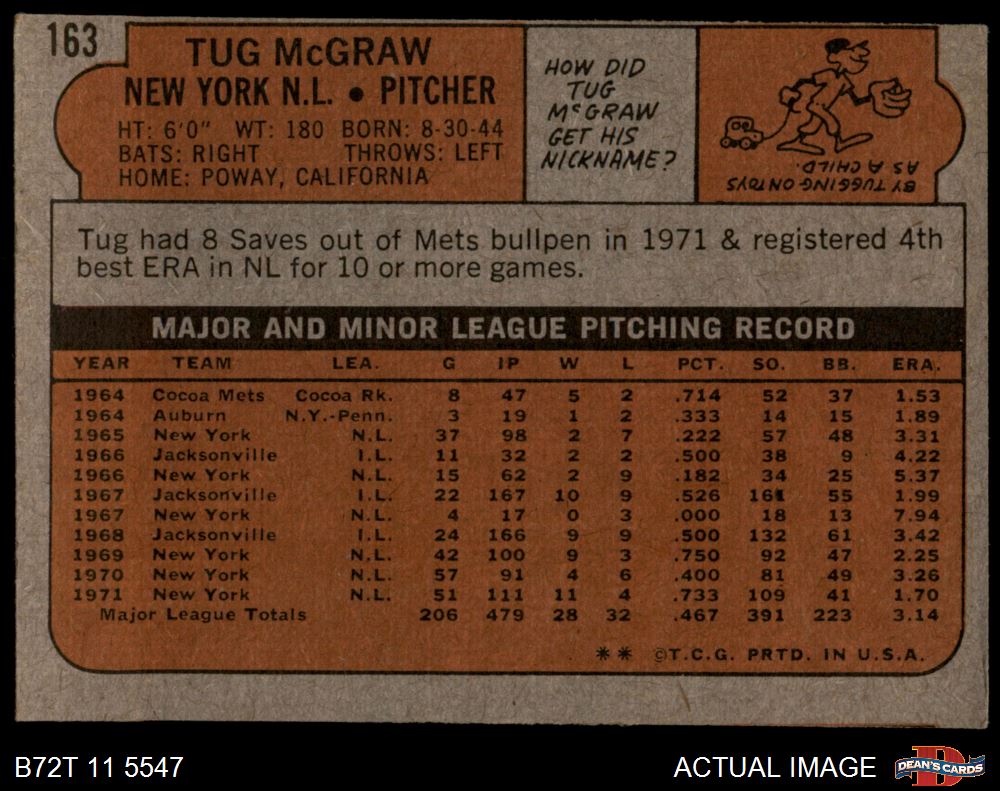 163
TUG McGRAW
NEW YORK N.L. • PITCHER
HT: 6'0" WT: 180 BORN: 8-30-44
BATS: RIGHT THROWS: LEFT
HOME: POWAY, CALIFORNIA
HOW DID
TUG
McGRAW
GET HIS
NICKNAME?
BY TUGGING ON TOYS
AS A CHILD.
Tug had 8 Saves out of Mets bullpen in 1971 & registered 4th
best ERA in NL for 10 or more games.
MAJOR AND MINOR LEAGUE PITCHING RECORD
YEAR TEAM LEA. G IP W L PCT. SO. BB. ERA.
1964 Cocoa Mets Cocoa Rk. 8 47 5 2 .714 52 37 1.53
1964 Auburn N.Y.-Penn. 3 19 1 2 .333 14 15 1.89
1965 New York N.L. 37 98 2 7 .222 57 48 3.31
1966 Jacksonville I.L. 11 32 2 2 .500 38 9 4.22
1966 New York N.L. 15 62 2 9 .182 34 25 5.37
1967 Jacksonville I.L. 22 167 10 9 .526 161 55 1.99
1967 New York N.L. 4 17 0 3 .000 18 13 7.94
1968 Jacksonville I.L. 24 166 9 9 .500 132 61 3.42
1969 New York N.L. 42 100 9 3 .750 92 47 2.25
1970 New York N.L. 57 91 4 6 .400 81 49 3.26
1971 New York N.L. 51 111 11 4 .733 109 41 1.70
Major League Totals 206 479 28 32 .467 391 223 3.14
** ©T.C.G. PRTD. IN U.S.A.
B72T 11 5547
ACTUAL IMAGE
D
DEAN'S CARDS